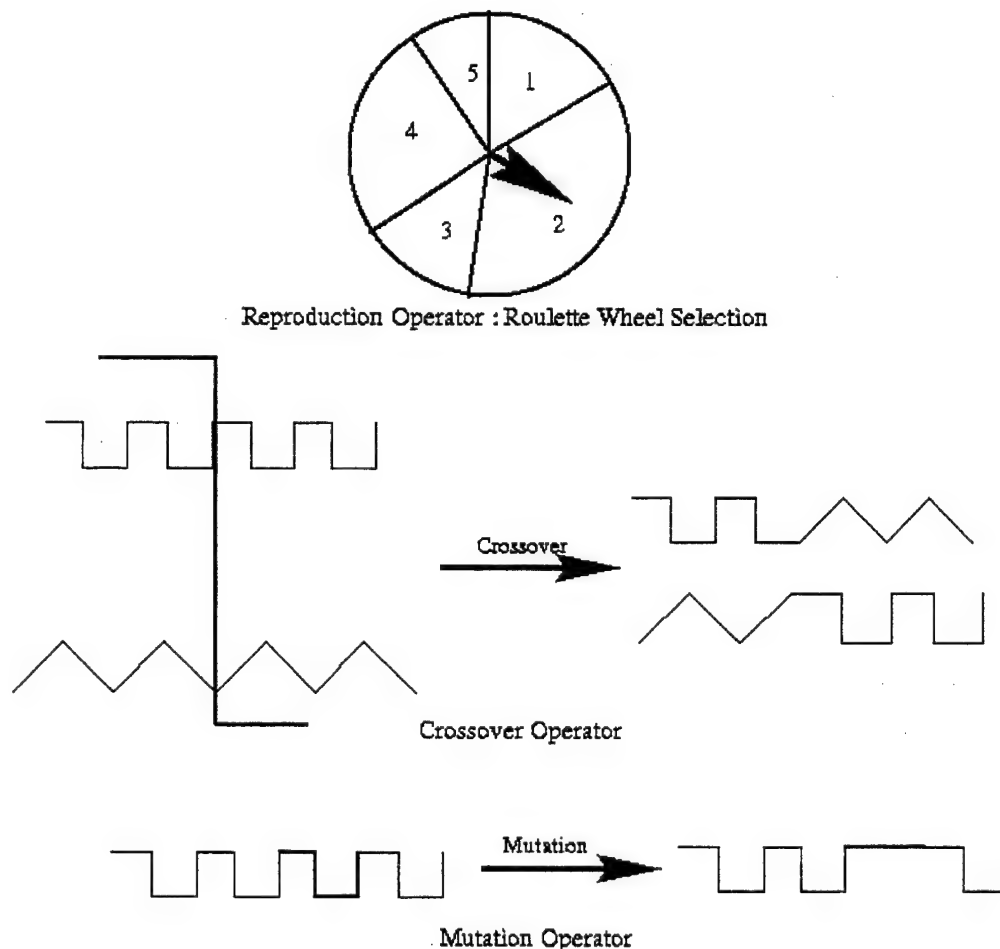 5
1
4
3
2
Reproduction Operator : Roulette Wheel Selection
Crossover
Crossover Operator
Mutation
Mutation Operator